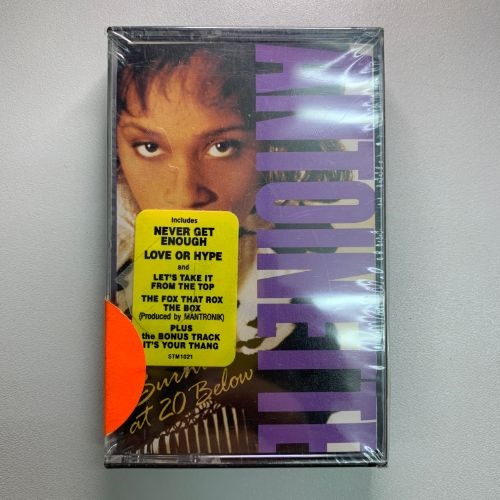 ANTOINETTE
Includes
NEVER GET
ENOUGH
LOVE OR HYPE
and
LET'S TAKE IT
FROM THE TOP
THE FOX THAT ROX
THE BOX
(Produced by MANTRONIK)
PLUS
the BONUS TRACK
IT'S YOUR THANG
STM1021
at 20 Below